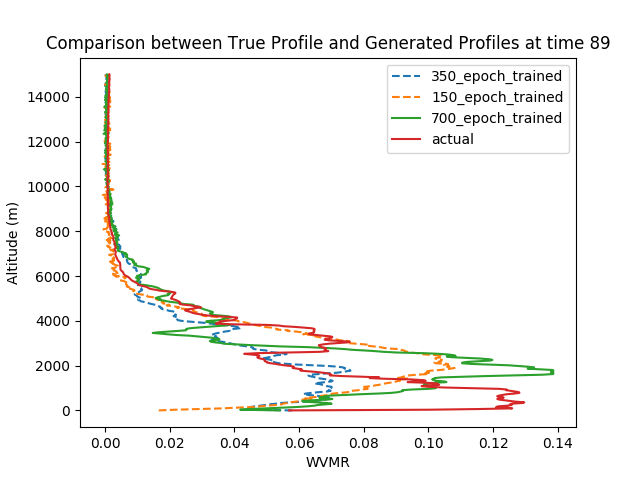 Comparison between True Profile and Generated Profiles at time 89
350_epoch_trained
150_epoch_trained
700_epoch_trained
actual
14000
12000
10000
8000
6000
4000
2000
0
Altitude (m)
0.00 0.02 0.04 0.06 0.08 0.10 0.12 0.14
WVMR